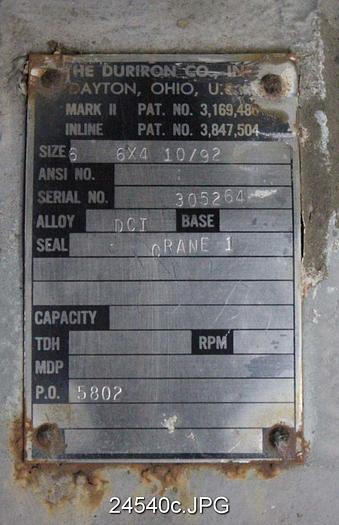 THE DURIRON CO., INC.
DAYTON, OHIO, U.S.A.
MARK II PAT. NO. 3,169,486
INLINE PAT. NO. 3,847,504
SIZE 6 6X4 10/92
ANSI NO.
SERIAL NO. 305264
ALLOY DCI BASE
SEAL CRANE 1
CAPACITY
TDH RPM
MDP
P.O. 5802
24540c.JPG